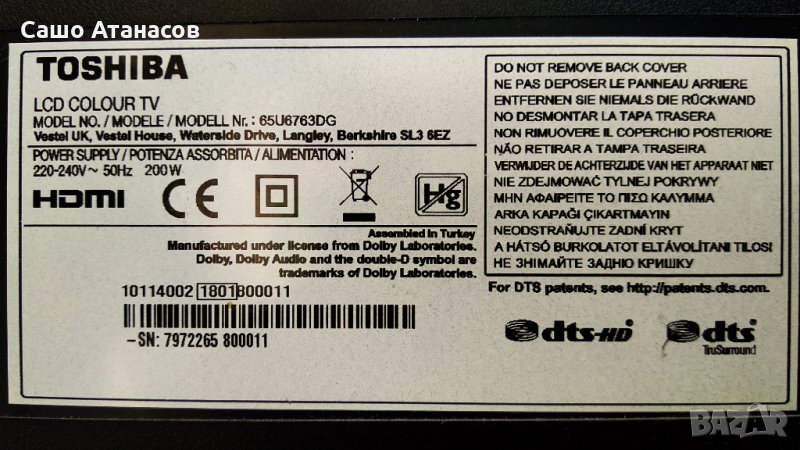 Сашо Атанасов
TOSHIBA
LCD COLOUR TV
MODEL NO./ MODELE / MODELL Nr. : 65U6763DG
Vestel UK, Vestel House, Waterside Drive, Langley, Berkshire SL3 6EZ
POWER SUPPLY / POTENZA ASSORBITA / ALIMENTATION
220-240V~ 50Hz 200W
HDMI
CE
Hg
Assembled in Turkey
Manufactured under license from Dolby Laboratories.
Dolby, Dolby Audio and the double-D symbol are
trademarks of Dolby Laboratories.
10114002 1801800011
-SN: 7972265 800011
DO NOT REMOVE BACK COVER
NE PAS DEPOSER LE PANNEAU ARRIERE
ENTFERNEN SIE NIEMALS DIE RÜCKWAND
NO DESMONTAR LA TAPA TRASERA
NON RIMUOVERE IL COPERCHIO POSTERIORE
NÃO RETIRAR A TAMPA TRASEIRA
VERWIJDER DE ACHTERZIJDE VAN HET APPARAAT NIET
NIE ZDEJMOWAĆ TYLNEJ POKRYWY
ΜΗΝ ΑΦΑΙΡΕΙΤΕ ΤΟ ΠΙΣΩ ΚΑΛΥΜΜΑ
ARKA KAPAĞI ÇIKARTMAYIN
NEODSTRAŇUJTE ZADNÍ KRYT
A HÁTSÓ BURKOLATOT ELTÁVOLÍTANI TILOS!
НЕ ЗНІМАЙТЕ ЗАДНЮ КРИШКУ
For DTS patents, see http://patents.dts.com.
dts-HD
dts
TruSurround
BAZAR